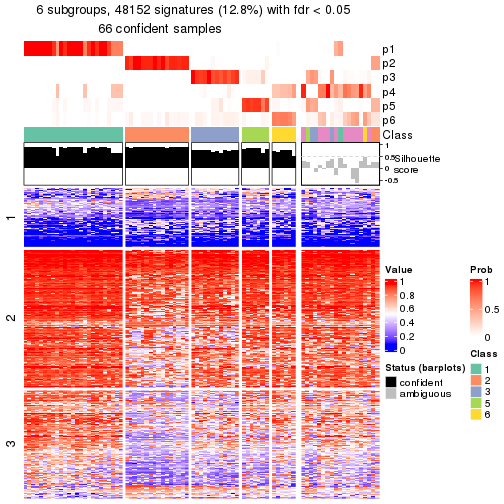 6 subgroups, 48152 signatures (12.8%) with fdr < 0.05
66 confident samples
p1
p2
p3
p4
p5
p6
Class
1
0.5
0
-0.5
Silhouette
score
1
2
3
Value
1
0.8
0.6
0.4
0.2
0
Prob
1
0.5
0
Status (barplots)
confident
ambiguous
Class
1
2
3
5
6